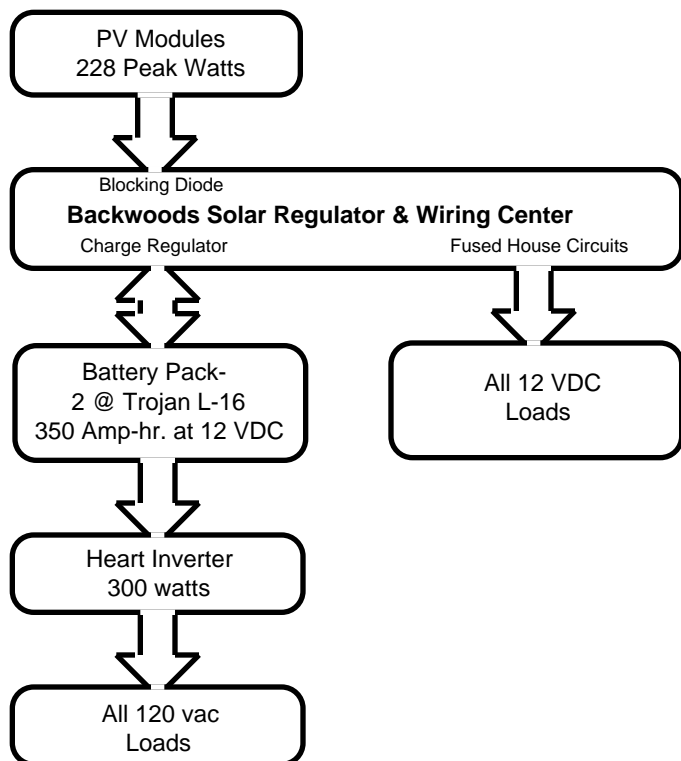 PV Modules
228 Peak Watts
Blocking Diode
Backwoods Solar Regulator & Wiring Center
Charge Regulator
Fused House Circuits
Battery Pack-
2 @ Trojan L-16
350 Amp-hr. at 12 VDC
All 12 VDC
Loads
Heart Inverter
300 watts
All 120 vac
Loads